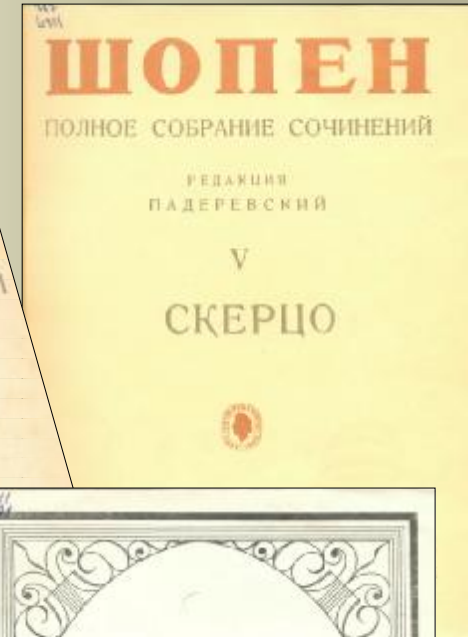 ШОПЕН
ПОЛНОЕ СОБРАНИЕ СОЧИНЕНИЙ
РЕДАКЦИЯ
ПАДЕРЕВСКИЙ
V
СКЕРЦО